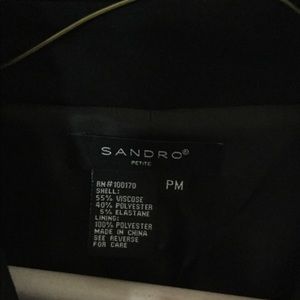 SANDRO®
PETITE
RN#100170 PM
SHELL:
55% VISCOSE
40% POLYESTER
5% ELASTANE
LINING:
100% POLYESTER
MADE IN CHINA
SEE REVERSE
FOR CARE